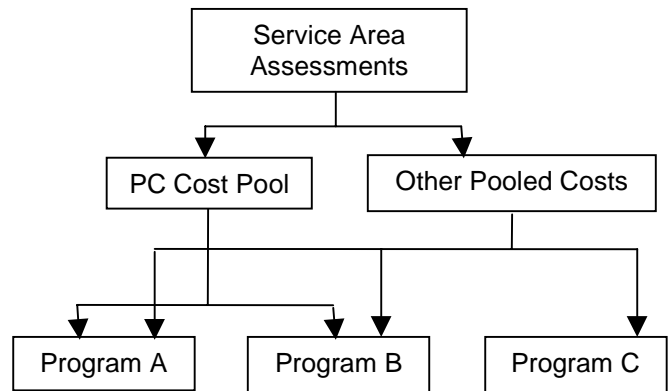 Service Area
Assessments
PC Cost Pool
Other Pooled Costs
Program A
Program B
Program C